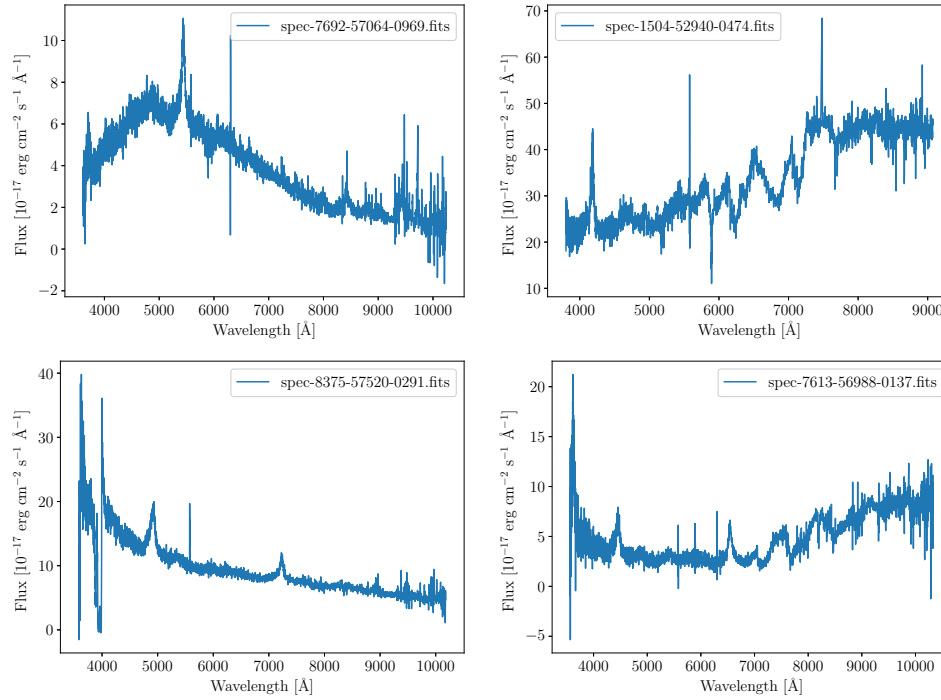 spec-7692-57064-0969.fits
10
8
6
4
2
0
−2
Flux [10⁻¹⁷ erg cm⁻² s⁻¹ Å⁻¹]
4000 5000 6000 7000 8000 9000 10000
Wavelength [Å]
spec-1504-52940-0474.fits
70
60
50
40
30
20
10
Flux [10⁻¹⁷ erg cm⁻² s⁻¹ Å⁻¹]
4000 5000 6000 7000 8000 9000
Wavelength [Å]
spec-8375-57520-0291.fits
40
30
20
10
0
Flux [10⁻¹⁷ erg cm⁻² s⁻¹ Å⁻¹]
4000 5000 6000 7000 8000 9000 10000
Wavelength [Å]
spec-7613-56988-0137.fits
20
15
10
5
0
−5
Flux [10⁻¹⁷ erg cm⁻² s⁻¹ Å⁻¹]
4000 5000 6000 7000 8000 9000 10000
Wavelength [Å]